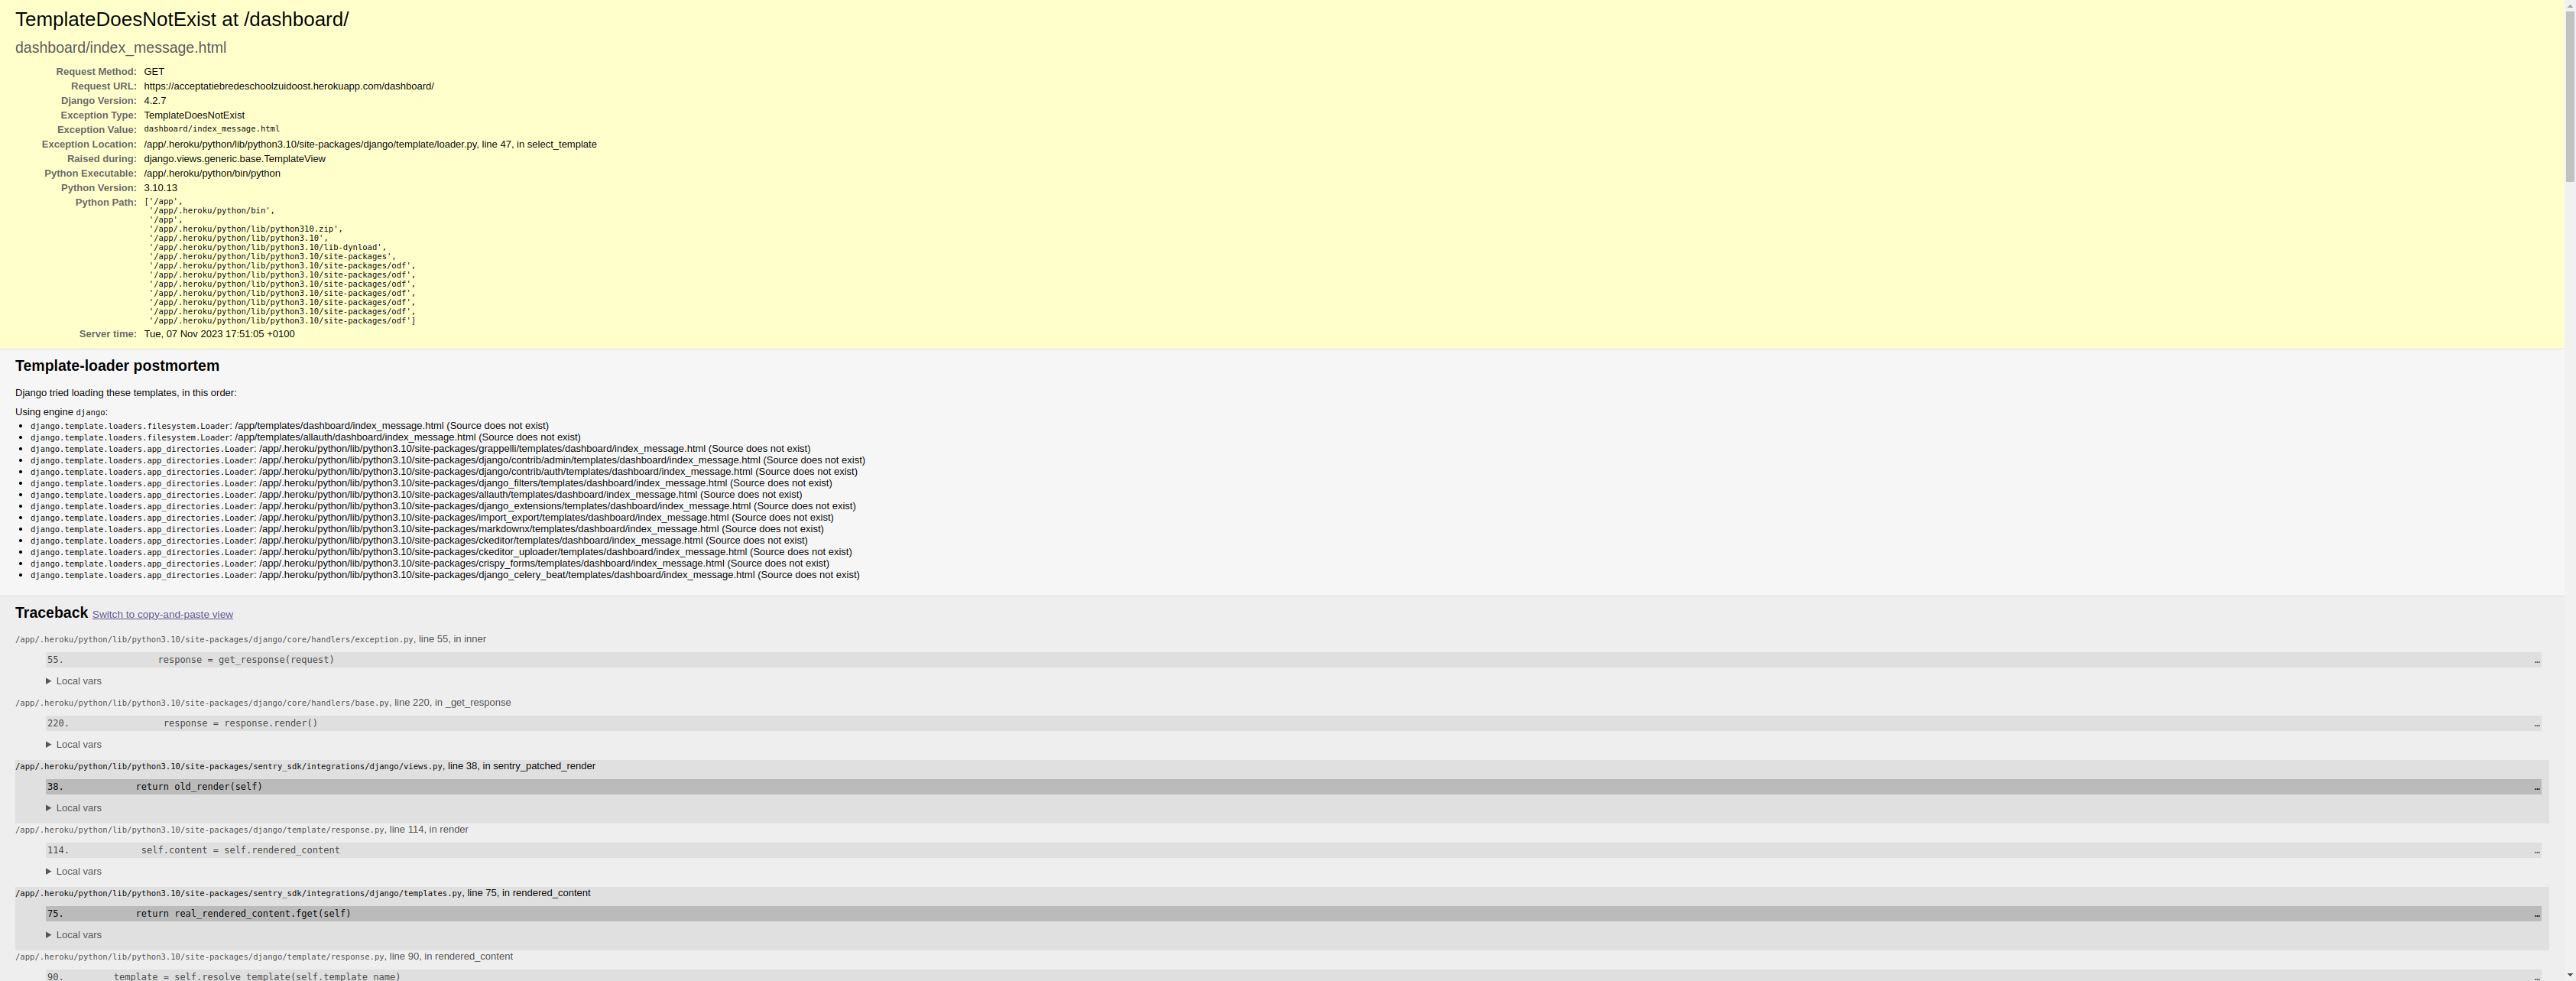 TemplateDoesNotExist at /dashboard/
dashboard/index_message.html
Request Method: GET
Request URL: https://acceptatiebredeschoolzuidoost.herokuapp.com/dashboard/
Django Version: 4.2.7
Exception Type: TemplateDoesNotExist
Exception Value: dashboard/index_message.html
Exception Location: /app/.heroku/python/lib/python3.10/site-packages/django/template/loader.py, line 47, in select_template
Raised during: django.views.generic.base.TemplateView
Python Executable: /app/.heroku/python/bin/python
Python Version: 3.10.13
Python Path: ['/app',
'/app/.heroku/python/bin',
'/app',
'/app/.heroku/python/lib/python310.zip',
'/app/.heroku/python/lib/python3.10',
'/app/.heroku/python/lib/python3.10/lib-dynload',
'/app/.heroku/python/lib/python3.10/site-packages',
'/app/.heroku/python/lib/python3.10/site-packages/odf',
'/app/.heroku/python/lib/python3.10/site-packages/odf',
'/app/.heroku/python/lib/python3.10/site-packages/odf',
'/app/.heroku/python/lib/python3.10/site-packages/odf',
'/app/.heroku/python/lib/python3.10/site-packages/odf',
'/app/.heroku/python/lib/python3.10/site-packages/odf',
'/app/.heroku/python/lib/python3.10/site-packages/odf']
Server time: Tue, 07 Nov 2023 17:51:05 +0100
Template-loader postmortem
Django tried loading these templates, in this order:
Using engine django:
• django.template.loaders.filesystem.Loader: /app/templates/dashboard/index_message.html (Source does not exist)
• django.template.loaders.filesystem.Loader: /app/templates/allauth/dashboard/index_message.html (Source does not exist)
• django.template.loaders.app_directories.Loader: /app/.heroku/python/lib/python3.10/site-packages/grappelli/templates/dashboard/index_message.html (Source does not exist)
• django.template.loaders.app_directories.Loader: /app/.heroku/python/lib/python3.10/site-packages/django/contrib/admin/templates/dashboard/index_message.html (Source does not exist)
• django.template.loaders.app_directories.Loader: /app/.heroku/python/lib/python3.10/site-packages/django/contrib/auth/templates/dashboard/index_message.html (Source does not exist)
• django.template.loaders.app_directories.Loader: /app/.heroku/python/lib/python3.10/site-packages/django_filters/templates/dashboard/index_message.html (Source does not exist)
• django.template.loaders.app_directories.Loader: /app/.heroku/python/lib/python3.10/site-packages/allauth/templates/dashboard/index_message.html (Source does not exist)
• django.template.loaders.app_directories.Loader: /app/.heroku/python/lib/python3.10/site-packages/django_extensions/templates/dashboard/index_message.html (Source does not exist)
• django.template.loaders.app_directories.Loader: /app/.heroku/python/lib/python3.10/site-packages/import_export/templates/dashboard/index_message.html (Source does not exist)
• django.template.loaders.app_directories.Loader: /app/.heroku/python/lib/python3.10/site-packages/markdownx/templates/dashboard/index_message.html (Source does not exist)
• django.template.loaders.app_directories.Loader: /app/.heroku/python/lib/python3.10/site-packages/ckeditor/templates/dashboard/index_message.html (Source does not exist)
• django.template.loaders.app_directories.Loader: /app/.heroku/python/lib/python3.10/site-packages/ckeditor_uploader/templates/dashboard/index_message.html (Source does not exist)
• django.template.loaders.app_directories.Loader: /app/.heroku/python/lib/python3.10/site-packages/crispy_forms/templates/dashboard/index_message.html (Source does not exist)
• django.template.loaders.app_directories.Loader: /app/.heroku/python/lib/python3.10/site-packages/django_celery_beat/templates/dashboard/index_message.html (Source does not exist)
Traceback Switch to copy-and-paste view
/app/.heroku/python/lib/python3.10/site-packages/django/core/handlers/exception.py, line 55, in inner
55. response = get_response(request) …
▶ Local vars
/app/.heroku/python/lib/python3.10/site-packages/django/core/handlers/base.py, line 220, in _get_response
220. response = response.render() …
▶ Local vars
/app/.heroku/python/lib/python3.10/site-packages/sentry_sdk/integrations/django/views.py, line 38, in sentry_patched_render
38. return old_render(self) …
▶ Local vars
/app/.heroku/python/lib/python3.10/site-packages/django/template/response.py, line 114, in render
114. self.content = self.rendered_content …
▶ Local vars
/app/.heroku/python/lib/python3.10/site-packages/sentry_sdk/integrations/django/templates.py, line 75, in rendered_content
75. return real_rendered_content.fget(self) …
▶ Local vars
/app/.heroku/python/lib/python3.10/site-packages/django/template/response.py, line 90, in rendered_content
90. template = self.resolve_template(self.template_name) …